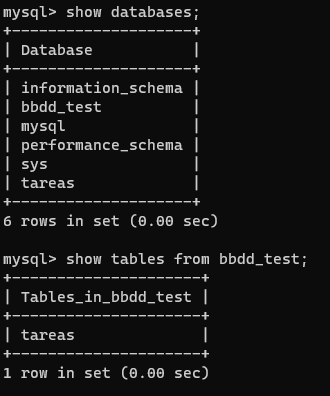 mysql> show databases;
+--------------------+
| Database           |
+--------------------+
| information_schema |
| bbdd_test          |
| mysql              |
| performance_schema |
| sys                |
| tareas             |
+--------------------+
6 rows in set (0.00 sec)

mysql> show tables from bbdd_test;
+---------------------+
| Tables_in_bbdd_test |
+---------------------+
| tareas              |
+---------------------+
1 row in set (0.00 sec)